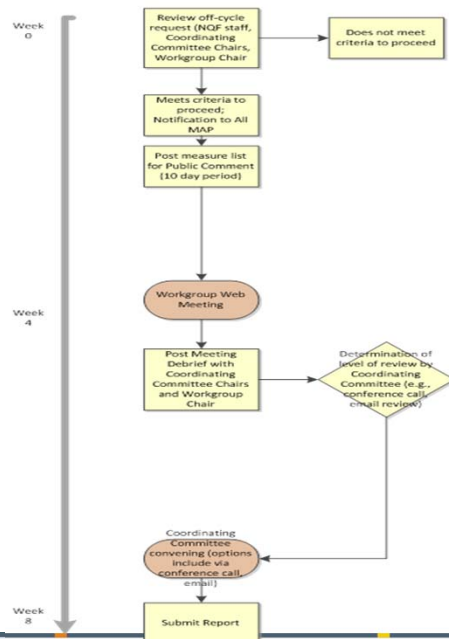 Week
0
Review off-cycle
request (NQF staff,
Coordinating
Committee Chairs,
Workgroup Chair
Does not meet
criteria to proceed
Meets criteria to
proceed;
Notification to All
MAP
Post measure list
for Public Comment
(10 day period)
Week
4
Workgroup Web
Meeting
Post Meeting
Debrief with
Coordinating
Committee Chairs
and Workgroup
Chair
Determination of
level of review by
Coordinating
Committee (e.g.,
conference call,
email review)
Coordinating
Committee
convening (options
include via
conference call,
email)
Week
8
Submit Report